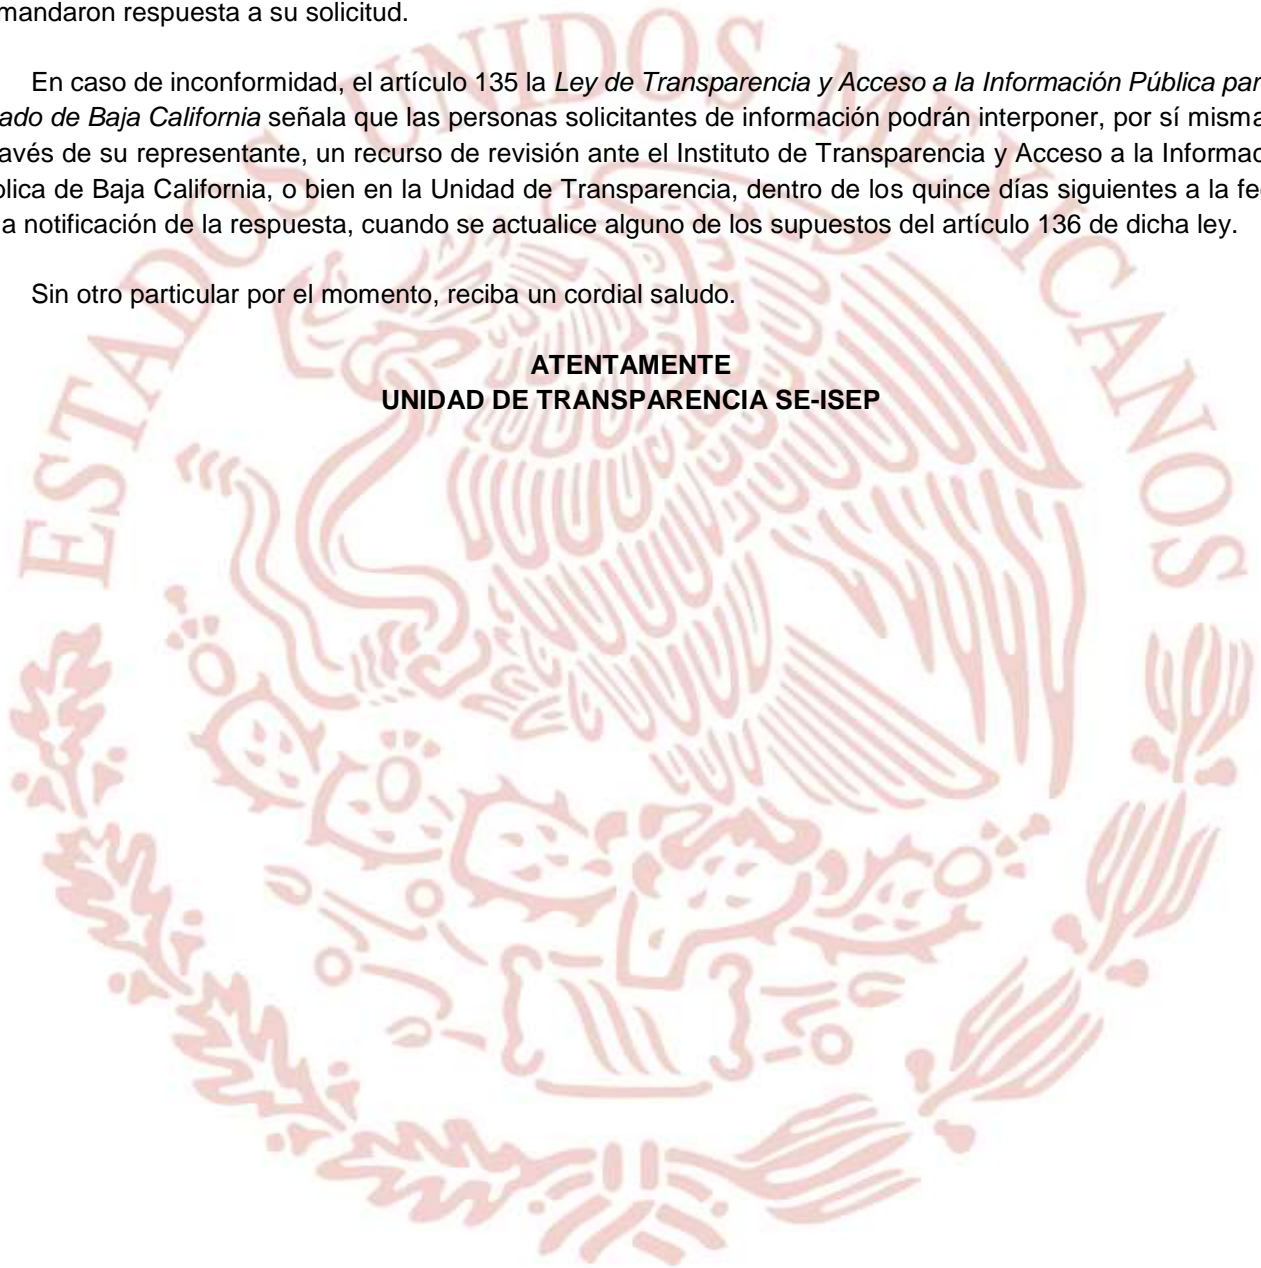 mandaron respuesta a su solicitud.
En caso de inconformidad, el artículo 135 la Ley de Transparencia y Acceso a la Información Pública par
ado de Baja California señala que las personas solicitantes de información podrán interponer, por sí misma
avés de su representante, un recurso de revisión ante el Instituto de Transparencia y Acceso a la Informac
olica de Baja California, o bien en la Unidad de Transparencia, dentro de los quince días siguientes a la fe
a notificación de la respuesta, cuando se actualice alguno de los supuestos del artículo 136 de dicha ley.
Sin otro particular por el momento, reciba un cordial saludo.
ATENTAMENTE
UNIDAD DE TRANSPARENCIA SE-ISEP
ESTADOS UNIDOS MEXICANOS